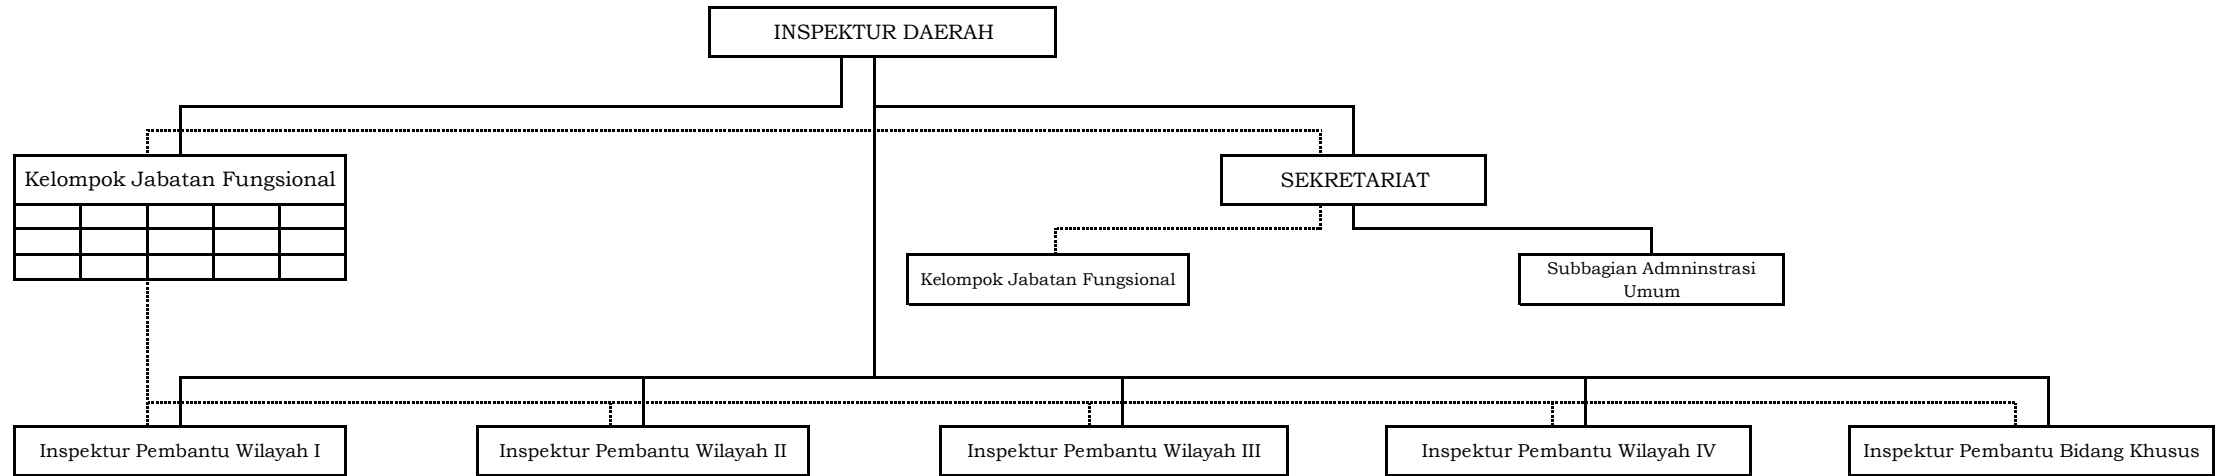 INSPEKTUR DAERAH
Kelompok Jabatan Fungsional
SEKRETARIAT
Kelompok Jabatan Fungsional
Subbagian Admninstrasi
Umum
Inspektur Pembantu Wilayah I
Inspektur Pembantu Wilayah II
Inspektur Pembantu Wilayah III
Inspektur Pembantu Wilayah IV
Inspektur Pembantu Bidang Khusus